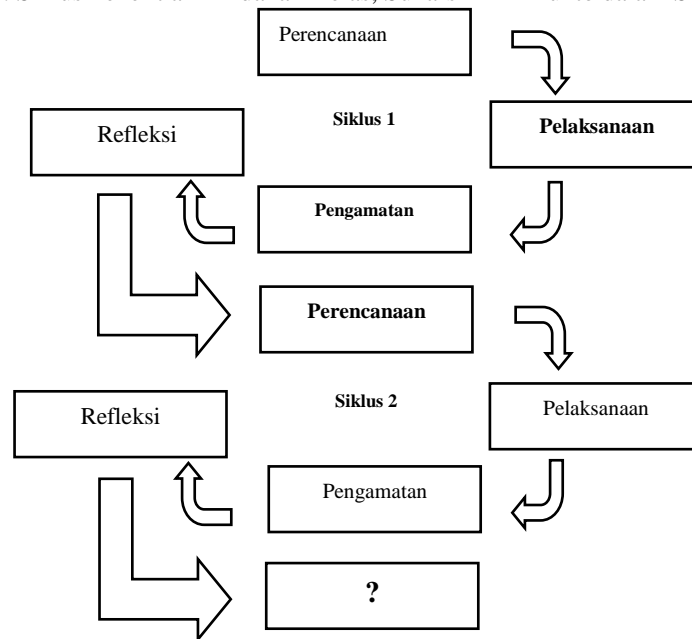 Perencanaan
Siklus 1
Pelaksanaan
Refleksi
Pengamatan
Perencanaan
Siklus 2
Pelaksanaan
Refleksi
Pengamatan
?